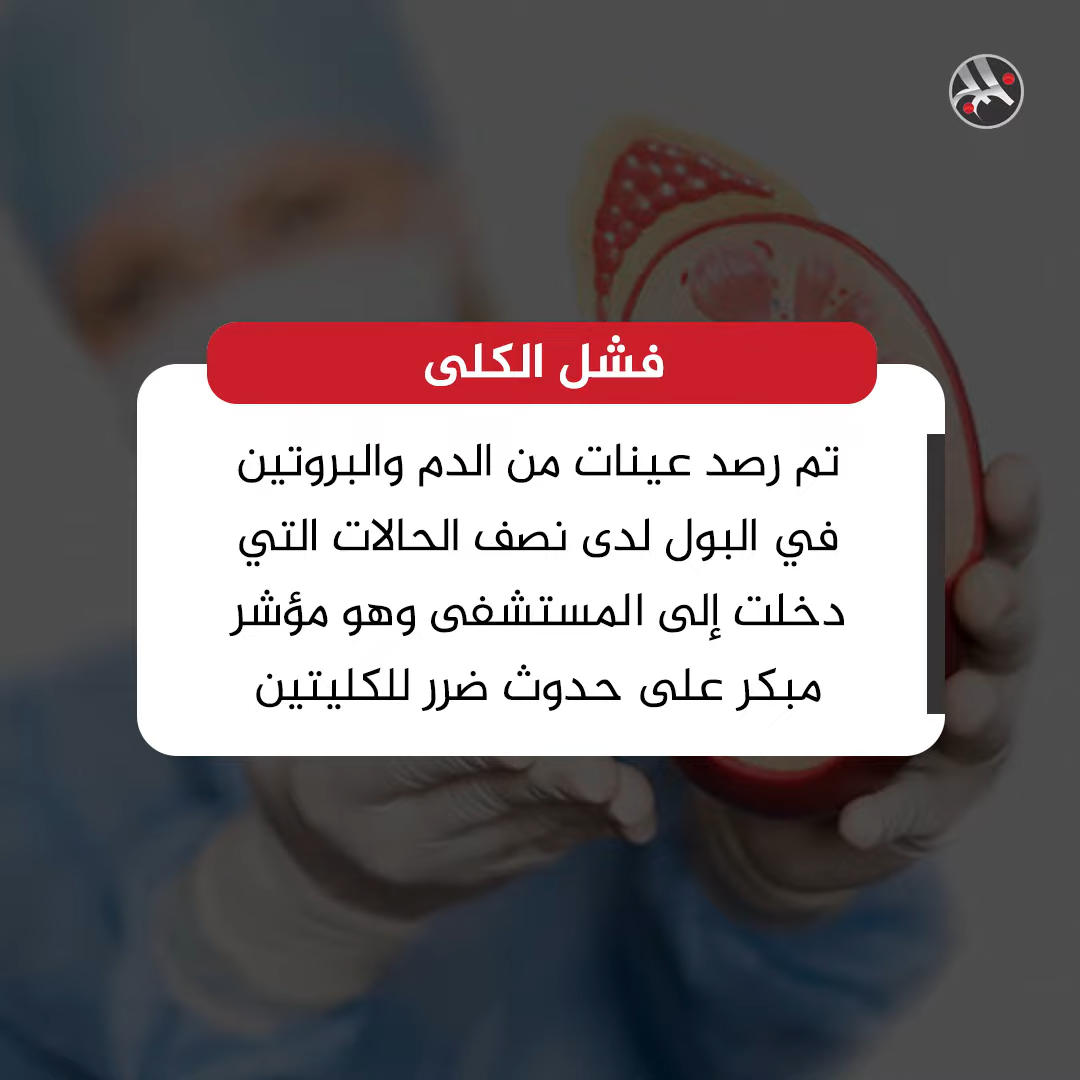 فشل الكلى
تم رصد عينات من الدم والبروتين
في البول لدى نصف الحالات التي
دخلت إلى المستشفى وهو مؤشر
مبكر على حدوث ضرر للكليتين